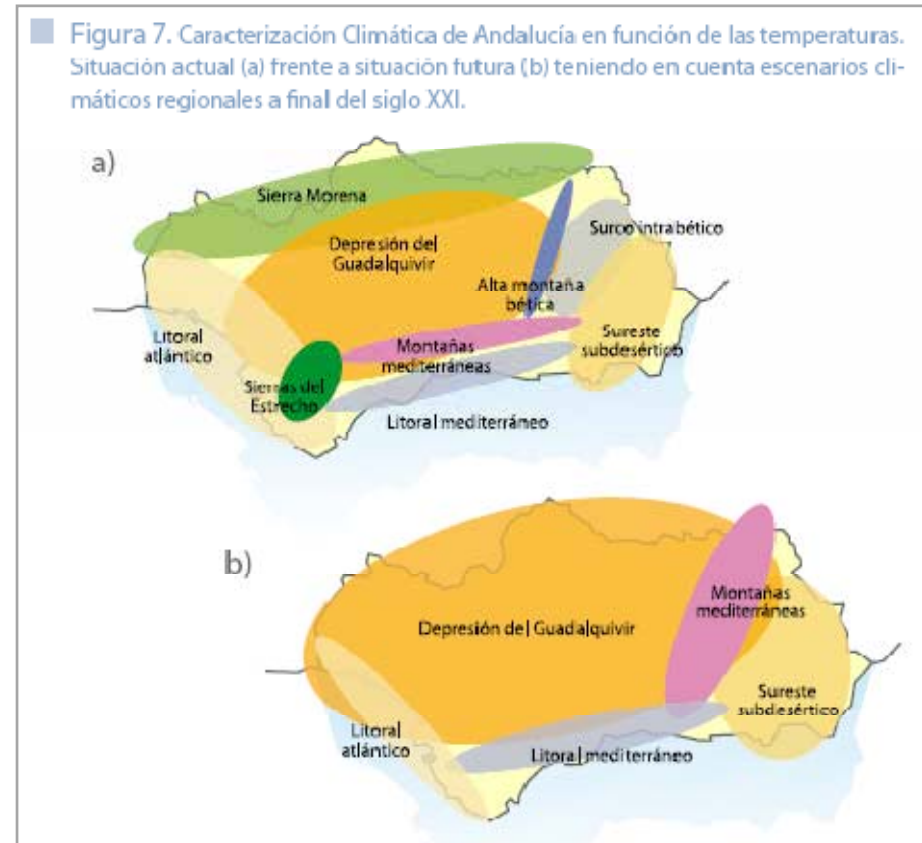 Figura 7. Caracterización Climática de Andalucía en función de las temperaturas.
Situación actual (a) frente a situación futura (b) teniendo en cuenta escenarios cli-
máticos regionales a final del siglo XXI.
a)
Sierra Morena
Surco intrabético
Depresión del
Guadalquivir
Alta montaña
bética
Litoral
atlántico
Montañas
mediterráneas
Sureste
subdesértico
Sierras del
Estrecho
Litoral mediterráneo
b)
Montañas
mediterráneas
Depresión del Guadalquivir
Sureste
subdesértico
Litoral
atlántico
Litoral mediterráneo